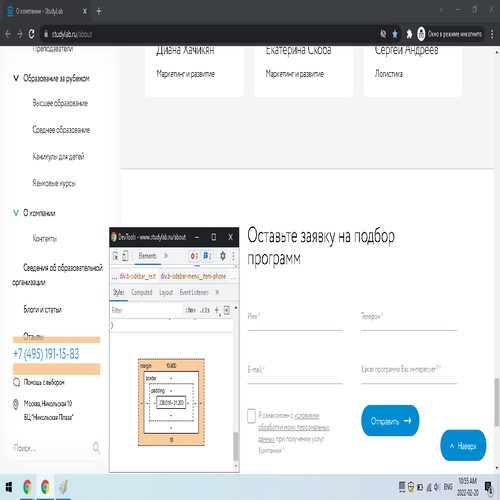 О компании - StudyLab
studylab.ru/about
Окно в режиме инкогнито
Преподаватели
Образование за рубежом
Высшее образование
Среднее образование
Каникулы для детей
Языковые курсы
О компании
Контакты
Сведения об образовательной
организации
Блоги и статьи
Отзывы
+7 (495) 191-15-83
Помощь с выбором
Москва, Никольская 10
БЦ "Никольская Плаза"
Поиск...
Диана Хачикян
Маркетинг и развитие
Екатерина Скоба
Маркетинг и развитие
Сергей Андреев
Логистика
DevTools - www.studylab.ru/about
Elements
»
9
2
... div.b-sidebar_rest div.b-sidebar-menu_item-phone ...
Styles Computed Layout Event Listeners »
Filter :hov .cls +
}
margin 10.400
border -
padding -
238.016×31.203
-
-
18
Оставьте заявку на подбор
программ
Имя *
Телефон *
E-mail *
Какая программа Вас интересует? *
Я ознакомлен с условиями
обработки моих персональных
данных при получении услуг
Компании *
Отправить →
Наверх
ENG
10:55 AM
2022-02-20